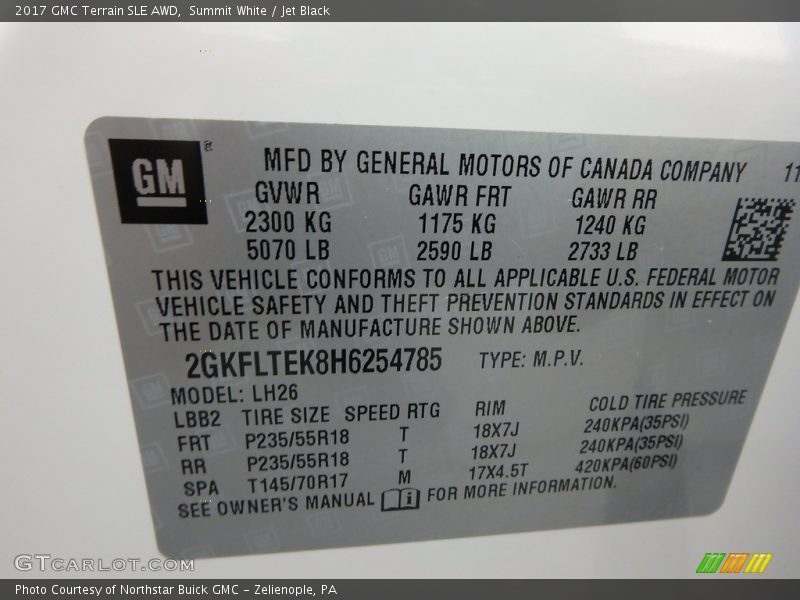 2017 GMC Terrain SLE AWD, Summit White / Jet Black
GM
MFD BY GENERAL MOTORS OF CANADA COMPANY 11
GVWR GAWR FRT GAWR RR
2300 KG 1175 KG 1240 KG
5070 LB 2590 LB 2733 LB
THIS VEHICLE CONFORMS TO ALL APPLICABLE U.S. FEDERAL MOTOR
VEHICLE SAFETY AND THEFT PREVENTION STANDARDS IN EFFECT ON
THE DATE OF MANUFACTURE SHOWN ABOVE.
2GKFLTEK8H6254785 TYPE: M.P.V.
MODEL: LH26
LBB2 TIRE SIZE SPEED RTG RIM COLD TIRE PRESSURE
FRT P235/55R18 T 18X7J 240KPA(35PSI)
RR P235/55R18 T 18X7J 240KPA(35PSI)
SPA T145/70R17 M 17X4.5T 420KPA(60PSI)
SEE OWNER'S MANUAL FOR MORE INFORMATION.
GTCARLOT.COM
Photo Courtesy of Northstar Buick GMC - Zelienople, PA